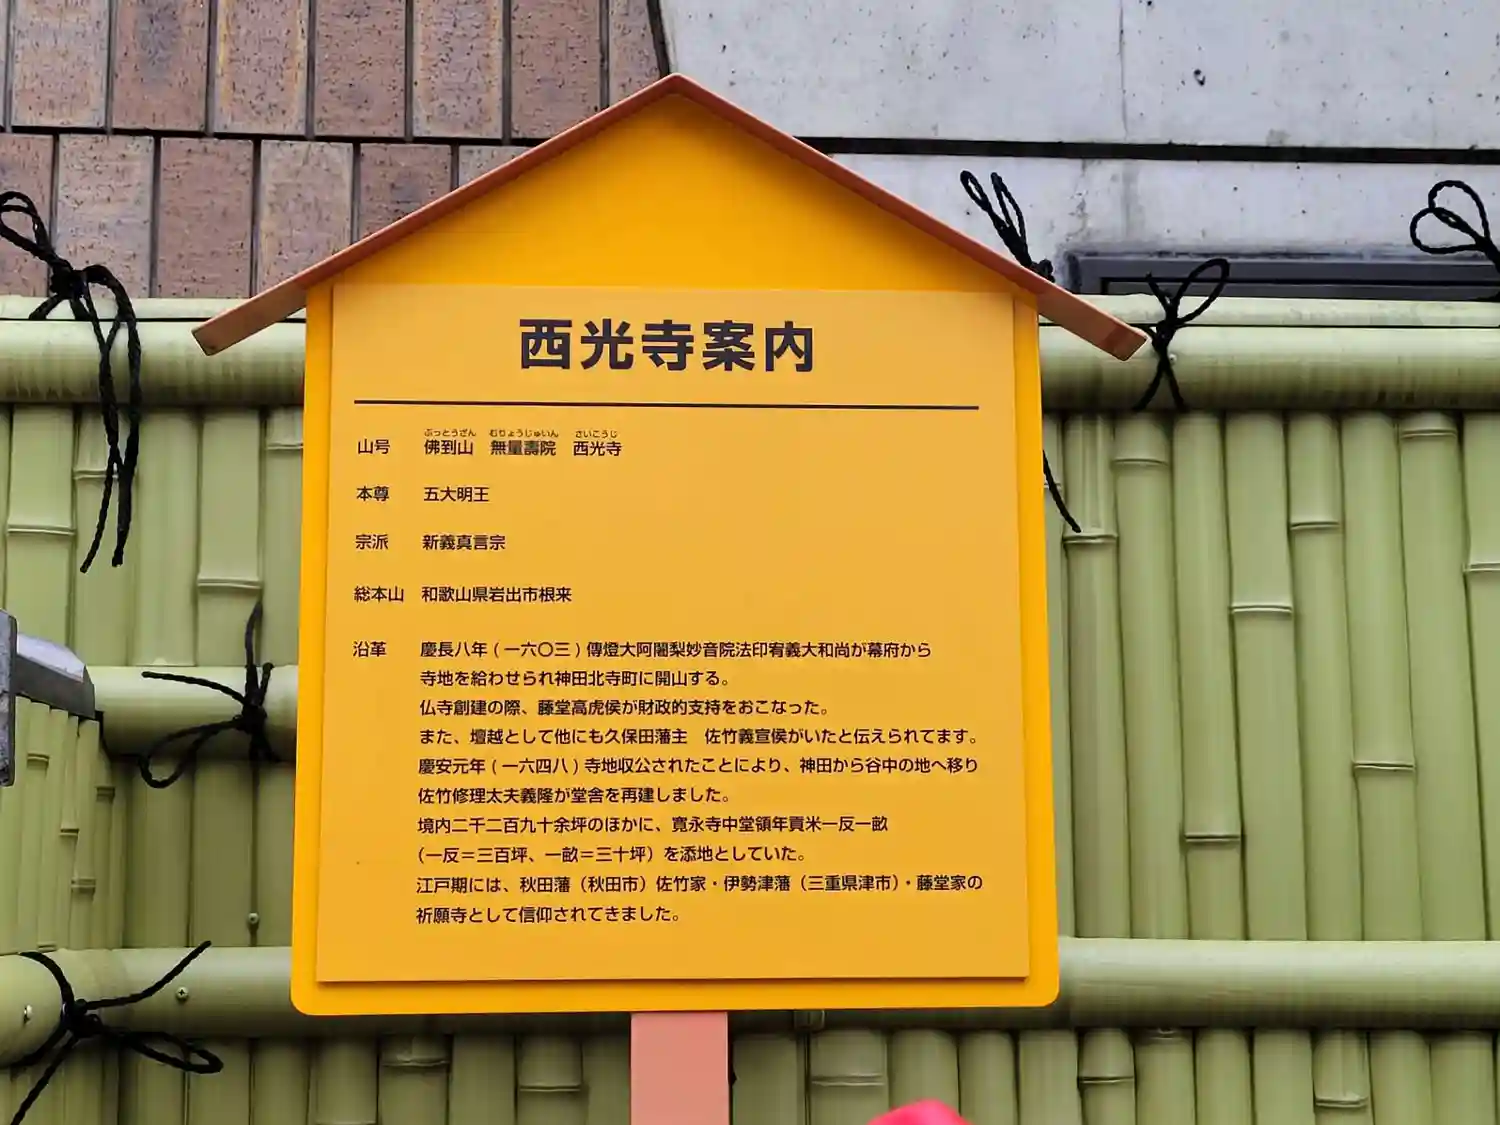 西光寺案内
ぶっとうざん　むりょうじゅいん　さいこうじ
山号　佛到山　無量壽院　西光寺
本尊　五大明王
宗派　新義真言宗
総本山　和歌山県岩出市根来
沿革　慶長八年(一六〇三)傳燈大阿闍梨妙音院法印宥義大和尚が幕府から
寺地を給わせられ神田北寺町に開山する。
仏寺創建の際、藤堂高虎侯が財政的支持をおこなった。
また、壇越として他にも久保田藩主　佐竹義宣侯がいたと伝えられてます。
慶安元年(一六四八)寺地収公されたことにより、神田から谷中の地へ移り
佐竹修理太夫義隆が堂舎を再建しました。
境内二千二百九十余坪のほかに、寛永寺中堂領年貢米一反一畝
（一反＝三百坪、一畝＝三十坪）を添地としていた。
江戸期には、秋田藩（秋田市）佐竹家・伊勢津藩（三重県津市）・藤堂家の
祈願寺として信仰されてきました。